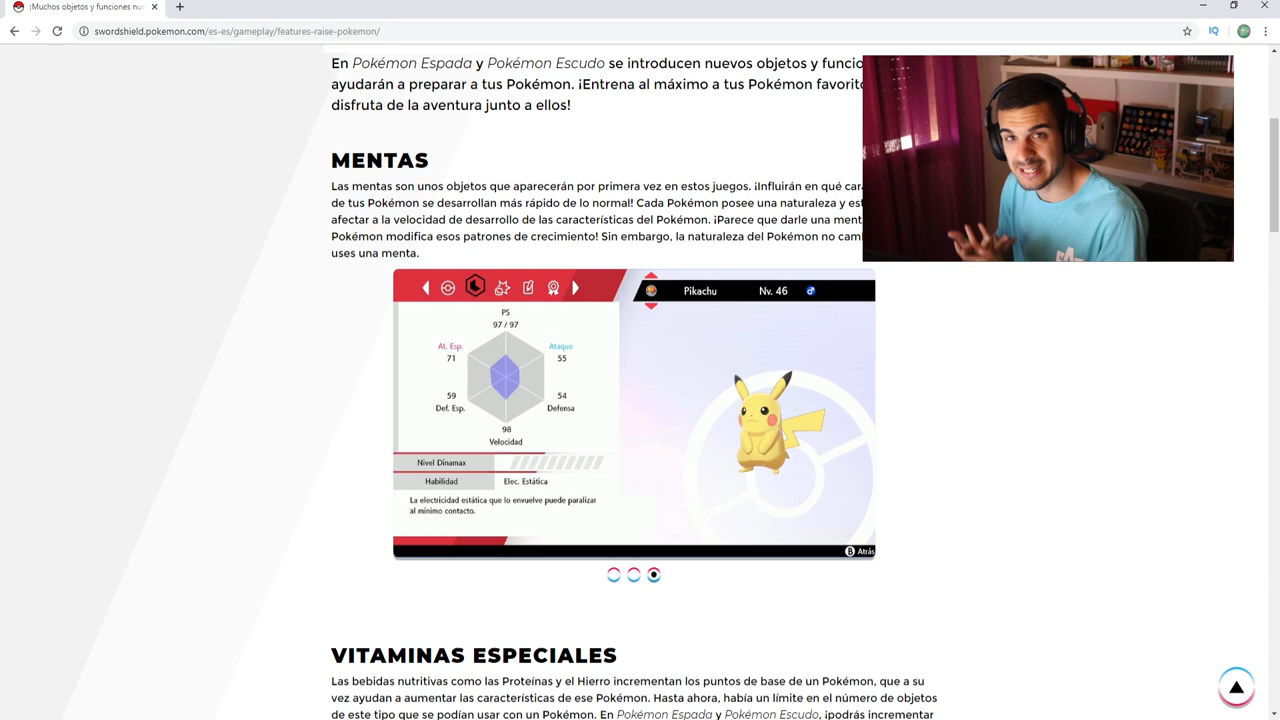 ¡Muchos objetos y funciones nu
swordshield.pokemon.com/es-es/gameplay/features-raise-pokemon/
IQ
En Pokémon Espada y Pokémon Escudo se introducen nuevos objetos y funcio
ayudarán a preparar a tus Pokémon. ¡Entrena al máximo a tus Pokémon favorito
disfruta de la aventura junto a ellos!
MENTAS
Las mentas son unos objetos que aparecerán por primera vez en estos juegos. ¡Influirán en qué cara
de tus Pokémon se desarrollan más rápido de lo normal! Cada Pokémon posee una naturaleza y est
afectar a la velocidad de desarrollo de las características del Pokémon. ¡Parece que darle una ment
Pokémon modifica esos patrones de crecimiento! Sin embargo, la naturaleza del Pokémon no camb
uses una menta.
Pikachu Nv. 46 ♂
PS
97 / 97
At. Esp. Ataque
71 55
59 54
Def. Esp. Defensa
98
Velocidad
Nivel Dinamax
Habilidad Elec. Estática
La electricidad estática que lo envuelve puede paralizar
al mínimo contacto.
B Atrás
VITAMINAS ESPECIALES
Las bebidas nutritivas como las Proteínas y el Hierro incrementan los puntos de base de un Pokémon, que a su
vez ayudan a aumentar las características de ese Pokémon. Hasta ahora, había un límite en el número de objetos
de este tipo que se podían usar con un Pokémon. En Pokémon Espada y Pokémon Escudo, ¡podrás incrementar